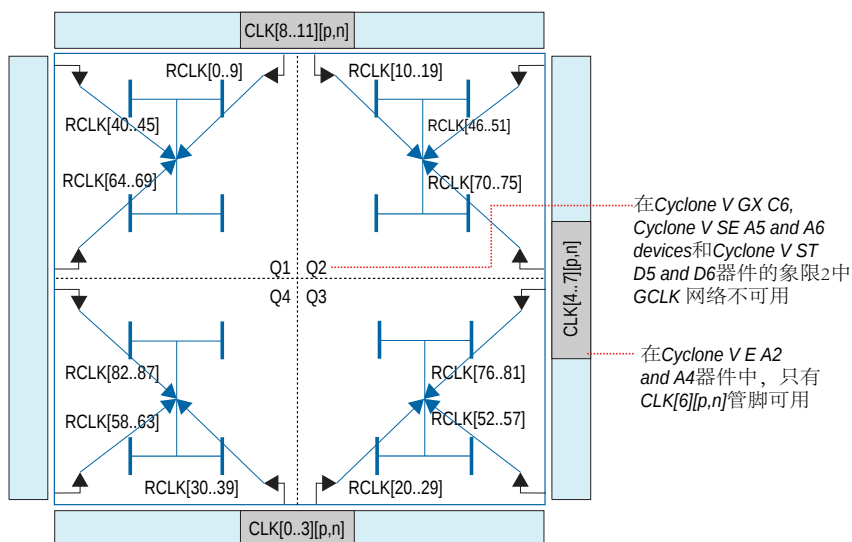 CLK[8..11][p,n]
RCLK[0..9]
RCLK[10..19]
RCLK[40..45]
RCLK[46..51]
RCLK[64..69]
RCLK[70..75]
在Cyclone V GX C6,
Cyclone V SE A5 and A6
devices和Cyclone V ST
D5 and D6器件的象限2中
GCLK 网络不可用
Q1 Q2
Q4 Q3
CLK[4..7][p,n]
在Cyclone V E A2
and A4器件中，只有
CLK[6][p,n]管脚可用
RCLK[82..87]
RCLK[76..81]
RCLK[58..63]
RCLK[52..57]
RCLK[30..39]
RCLK[20..29]
CLK[0..3][p,n]